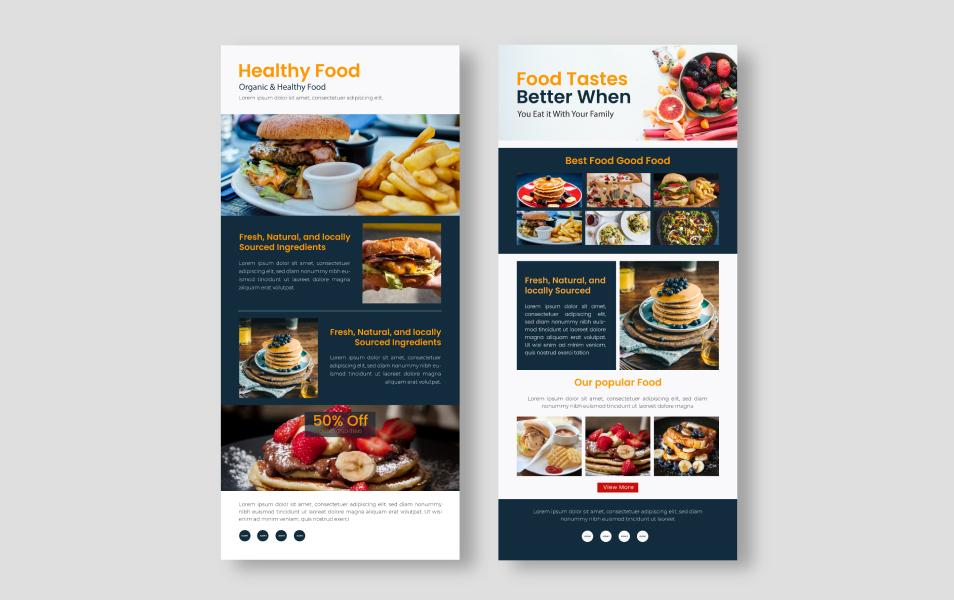 Healthy Food
Organic & Healthy Food
Lorem ipsum dolor sit amet, consectetuer adipiscing elit,
Fresh, Natural, and locally
Sourced Ingredients
Lorem ipsum dolor sit amet, consectetuer
adipiscing elit, sed diam nonummy nibh eu-
ismod tincidunt ut laoreet dolore magna
aliquam erat volutpat.
Fresh, Natural, and locally
Sourced Ingredients
Lorem ipsum dolor sit amet, consectetuer
adipiscing elit, sed diam nonummy nibh eu-
ismod tincidunt ut laoreet dolore magna
aliquam erat volutpat.
50% Off
Lorem ipsum dolor sit amet, consectetuer adipiscing elit, sed diam nonummy
nibh euismod tincidunt ut laoreet dolore magna aliquam erat volutpat. Ut wisi
enim ad minim veniam, quis nostrud exerci
Food Tastes
Better When
You Eat it With Your Family
Best Food Good Food
Fresh, Natural, and
locally Sourced
Lorem ipsum dolor sit amet,
consectetuer adipiscing elit,
sed diam nonummy nibh euis-
mod tincidunt ut laoreet dolore
magna aliquam erat volutpat.
Ut wisi enim ad minim veniam,
quis nostrud exerci tation
Our popular Food
Lorem ipsum dolor sit amet, consectetuer adipiscing elit, sed diam
nonummy nibh euismod tincidunt ut laoreet dolore magna
View More
Lorem ipsum dolor sit amet, consectetuer adipiscing elit, sed diam
nonummy nibh euismod tincidunt ut laoreet